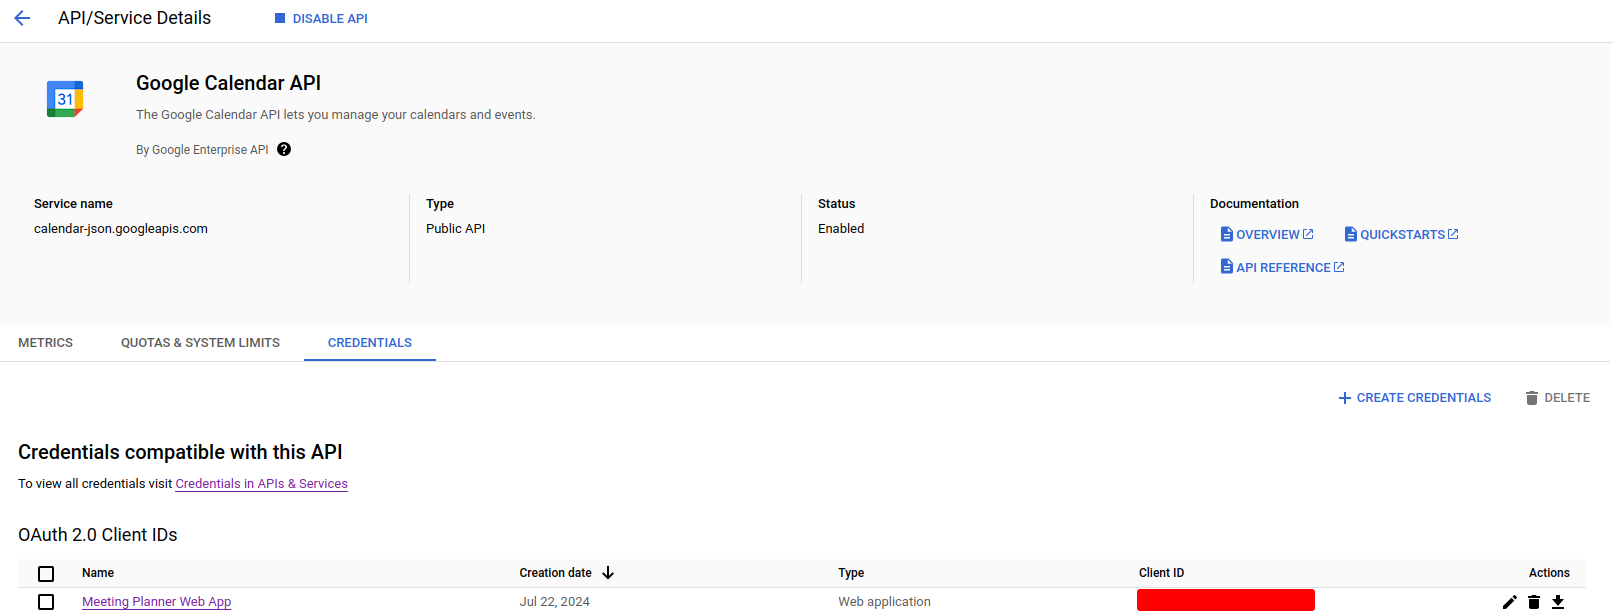 API/Service Details
DISABLE API
31
Google Calendar API
The Google Calendar API lets you manage your calendars and events.
By Google Enterprise API
Service name
calendar-json.googleapis.com
Type
Public API
Status
Enabled
Documentation
OVERVIEW
QUICKSTARTS
API REFERENCE
METRICS
QUOTAS & SYSTEM LIMITS
CREDENTIALS
CREATE CREDENTIALS
DELETE
Credentials compatible with this API
To view all credentials visit Credentials in APIs & Services
OAuth 2.0 Client IDs
Name Creation date Type Client ID Actions
Meeting Planner Web App Jul 22, 2024 Web application